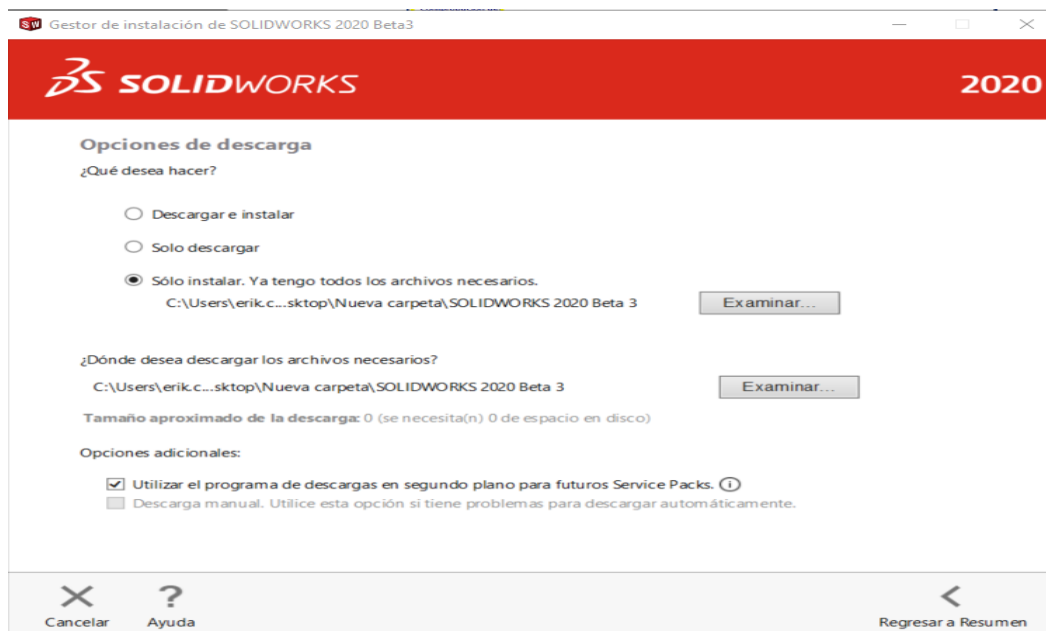 Gestor de instalación de SOLIDWORKS 2020 Beta3
SOLIDWORKS 2020
Opciones de descarga
¿Qué desea hacer?
Descargar e instalar
Solo descargar
Sólo instalar. Ya tengo todos los archivos necesarios.
C:\Users\erik.c...sktop\Nueva carpeta\SOLIDWORKS 2020 Beta 3 Examinar...
¿Dónde desea descargar los archivos necesarios?
C:\Users\erik.c...sktop\Nueva carpeta\SOLIDWORKS 2020 Beta 3 Examinar...
Tamaño aproximado de la descarga: 0 (se necesita(n) 0 de espacio en disco)
Opciones adicionales:
Utilizar el programa de descargas en segundo plano para futuros Service Packs.
Descarga manual. Utilice esta opción si tiene problemas para descargar automáticamente.
Cancelar Ayuda Regresar a Resumen